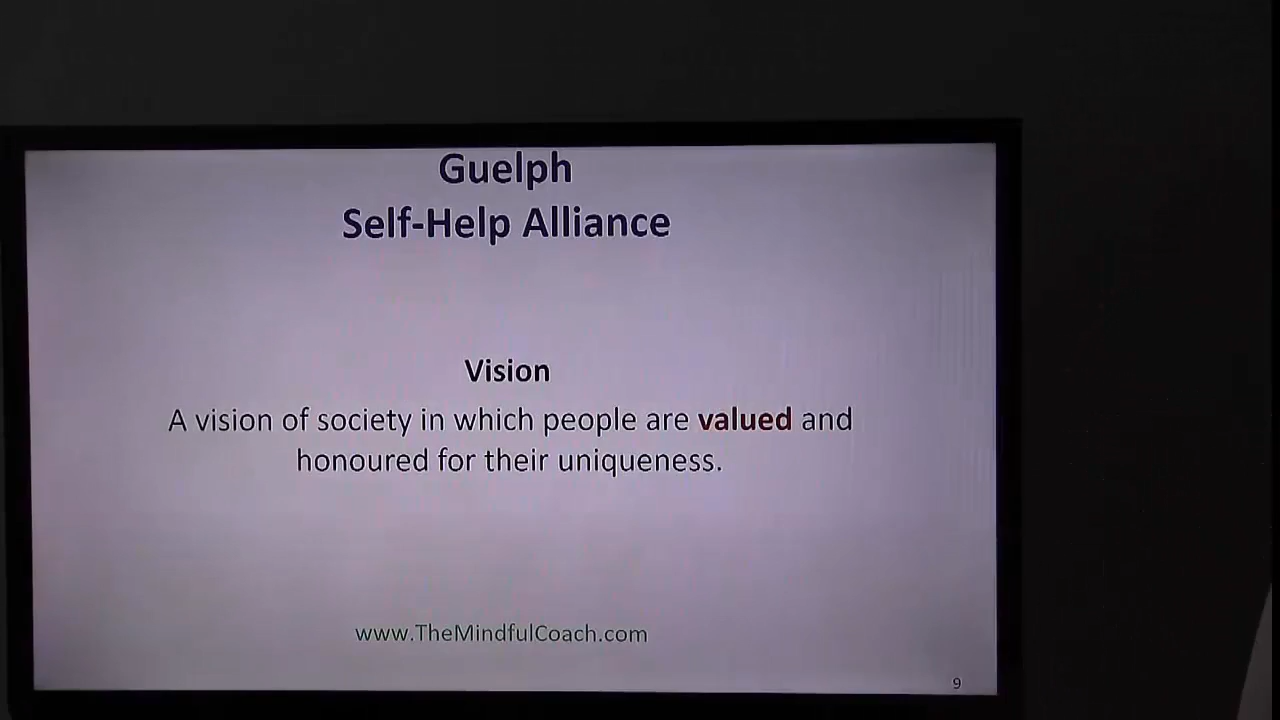 Guelph
Self-Help Alliance
Vision
A vision of society in which people are valued and
honoured for their uniqueness.
www.TheMindfulCoach.com
9